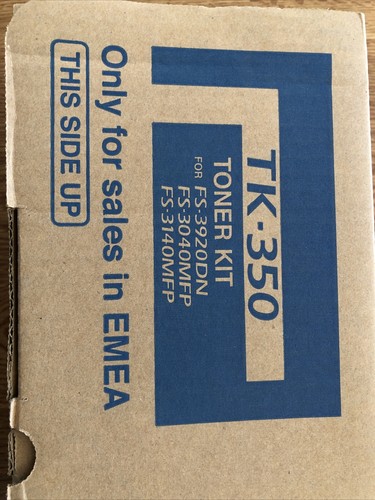 TK-350
TONER KIT
FOR FS-3920DN
FS-3040MFP
FS-3140MFP
Only for sales in EMEA
THIS SIDE UP